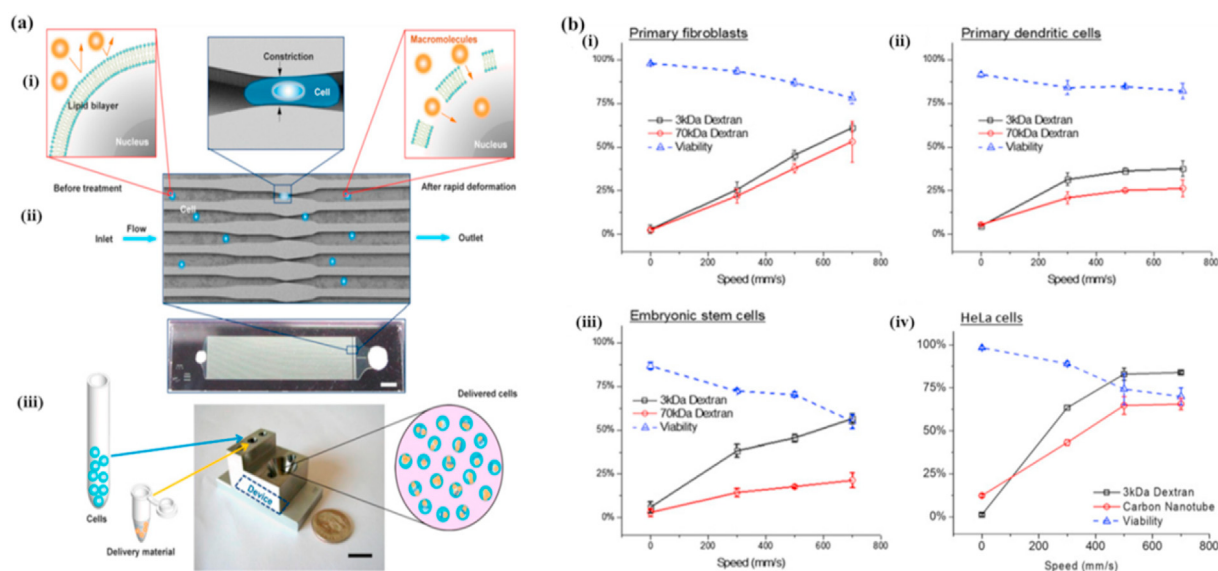 (a)
(i)
Lipid bilayer
Nucleus
Before treatment
Constriction
Cell
Macromolecules
Nucleus
After rapid deformation
(ii)
Cell
Flow
Inlet
Outlet
(iii)
Cells
Delivery material
Device
Delivered cells
(b)
Primary fibroblasts
(i)
100%
75%
50%
25%
0%
3kDa Dextran
70kDa Dextran
Viability
0 200 400 600 800
Speed (mm/s)
Primary dendritic cells
(ii)
100%
75%
50%
25%
0%
3kDa Dextran
70kDa Dextran
Viability
0 200 400 600 800
Speed (mm/s)
Embryonic stem cells
(iii)
100%
75%
50%
25%
0%
3kDa Dextran
70kDa Dextran
Viability
0 200 400 600 800
Speed (mm/s)
HeLa cells
(iv)
100%
75%
50%
25%
0%
3kDa Dextran
Carbon Nanotube
Viability
0 200 400 600 800
Speed (mm/s)